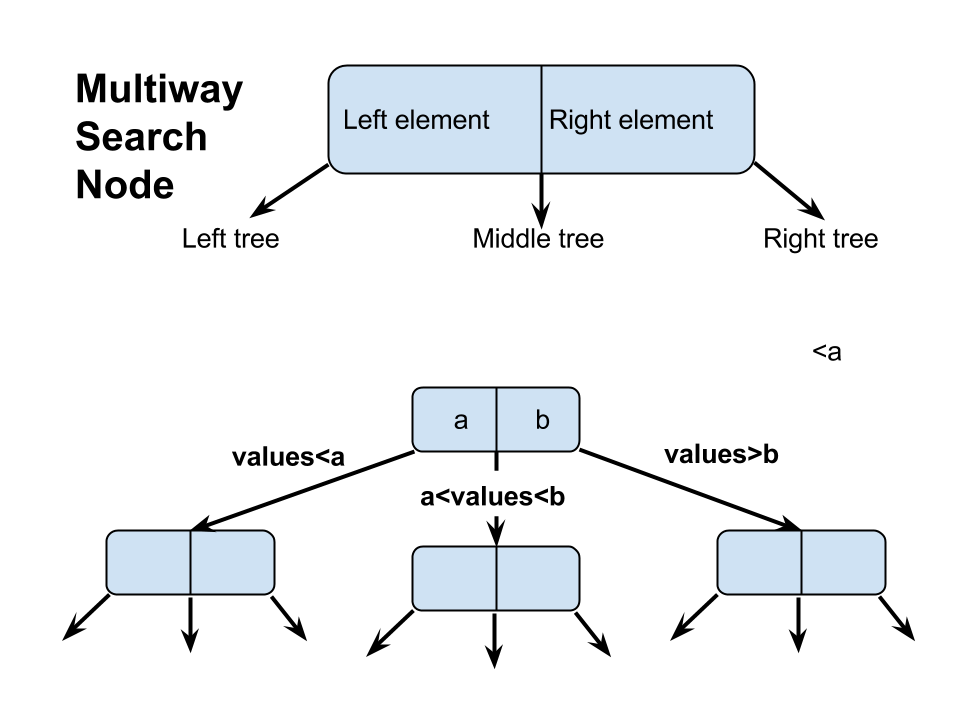 Multiway
Search
Node
Left element
Right element
Left tree
Middle tree
Right tree
<a
a
b
values<a
values>b
a<values<b